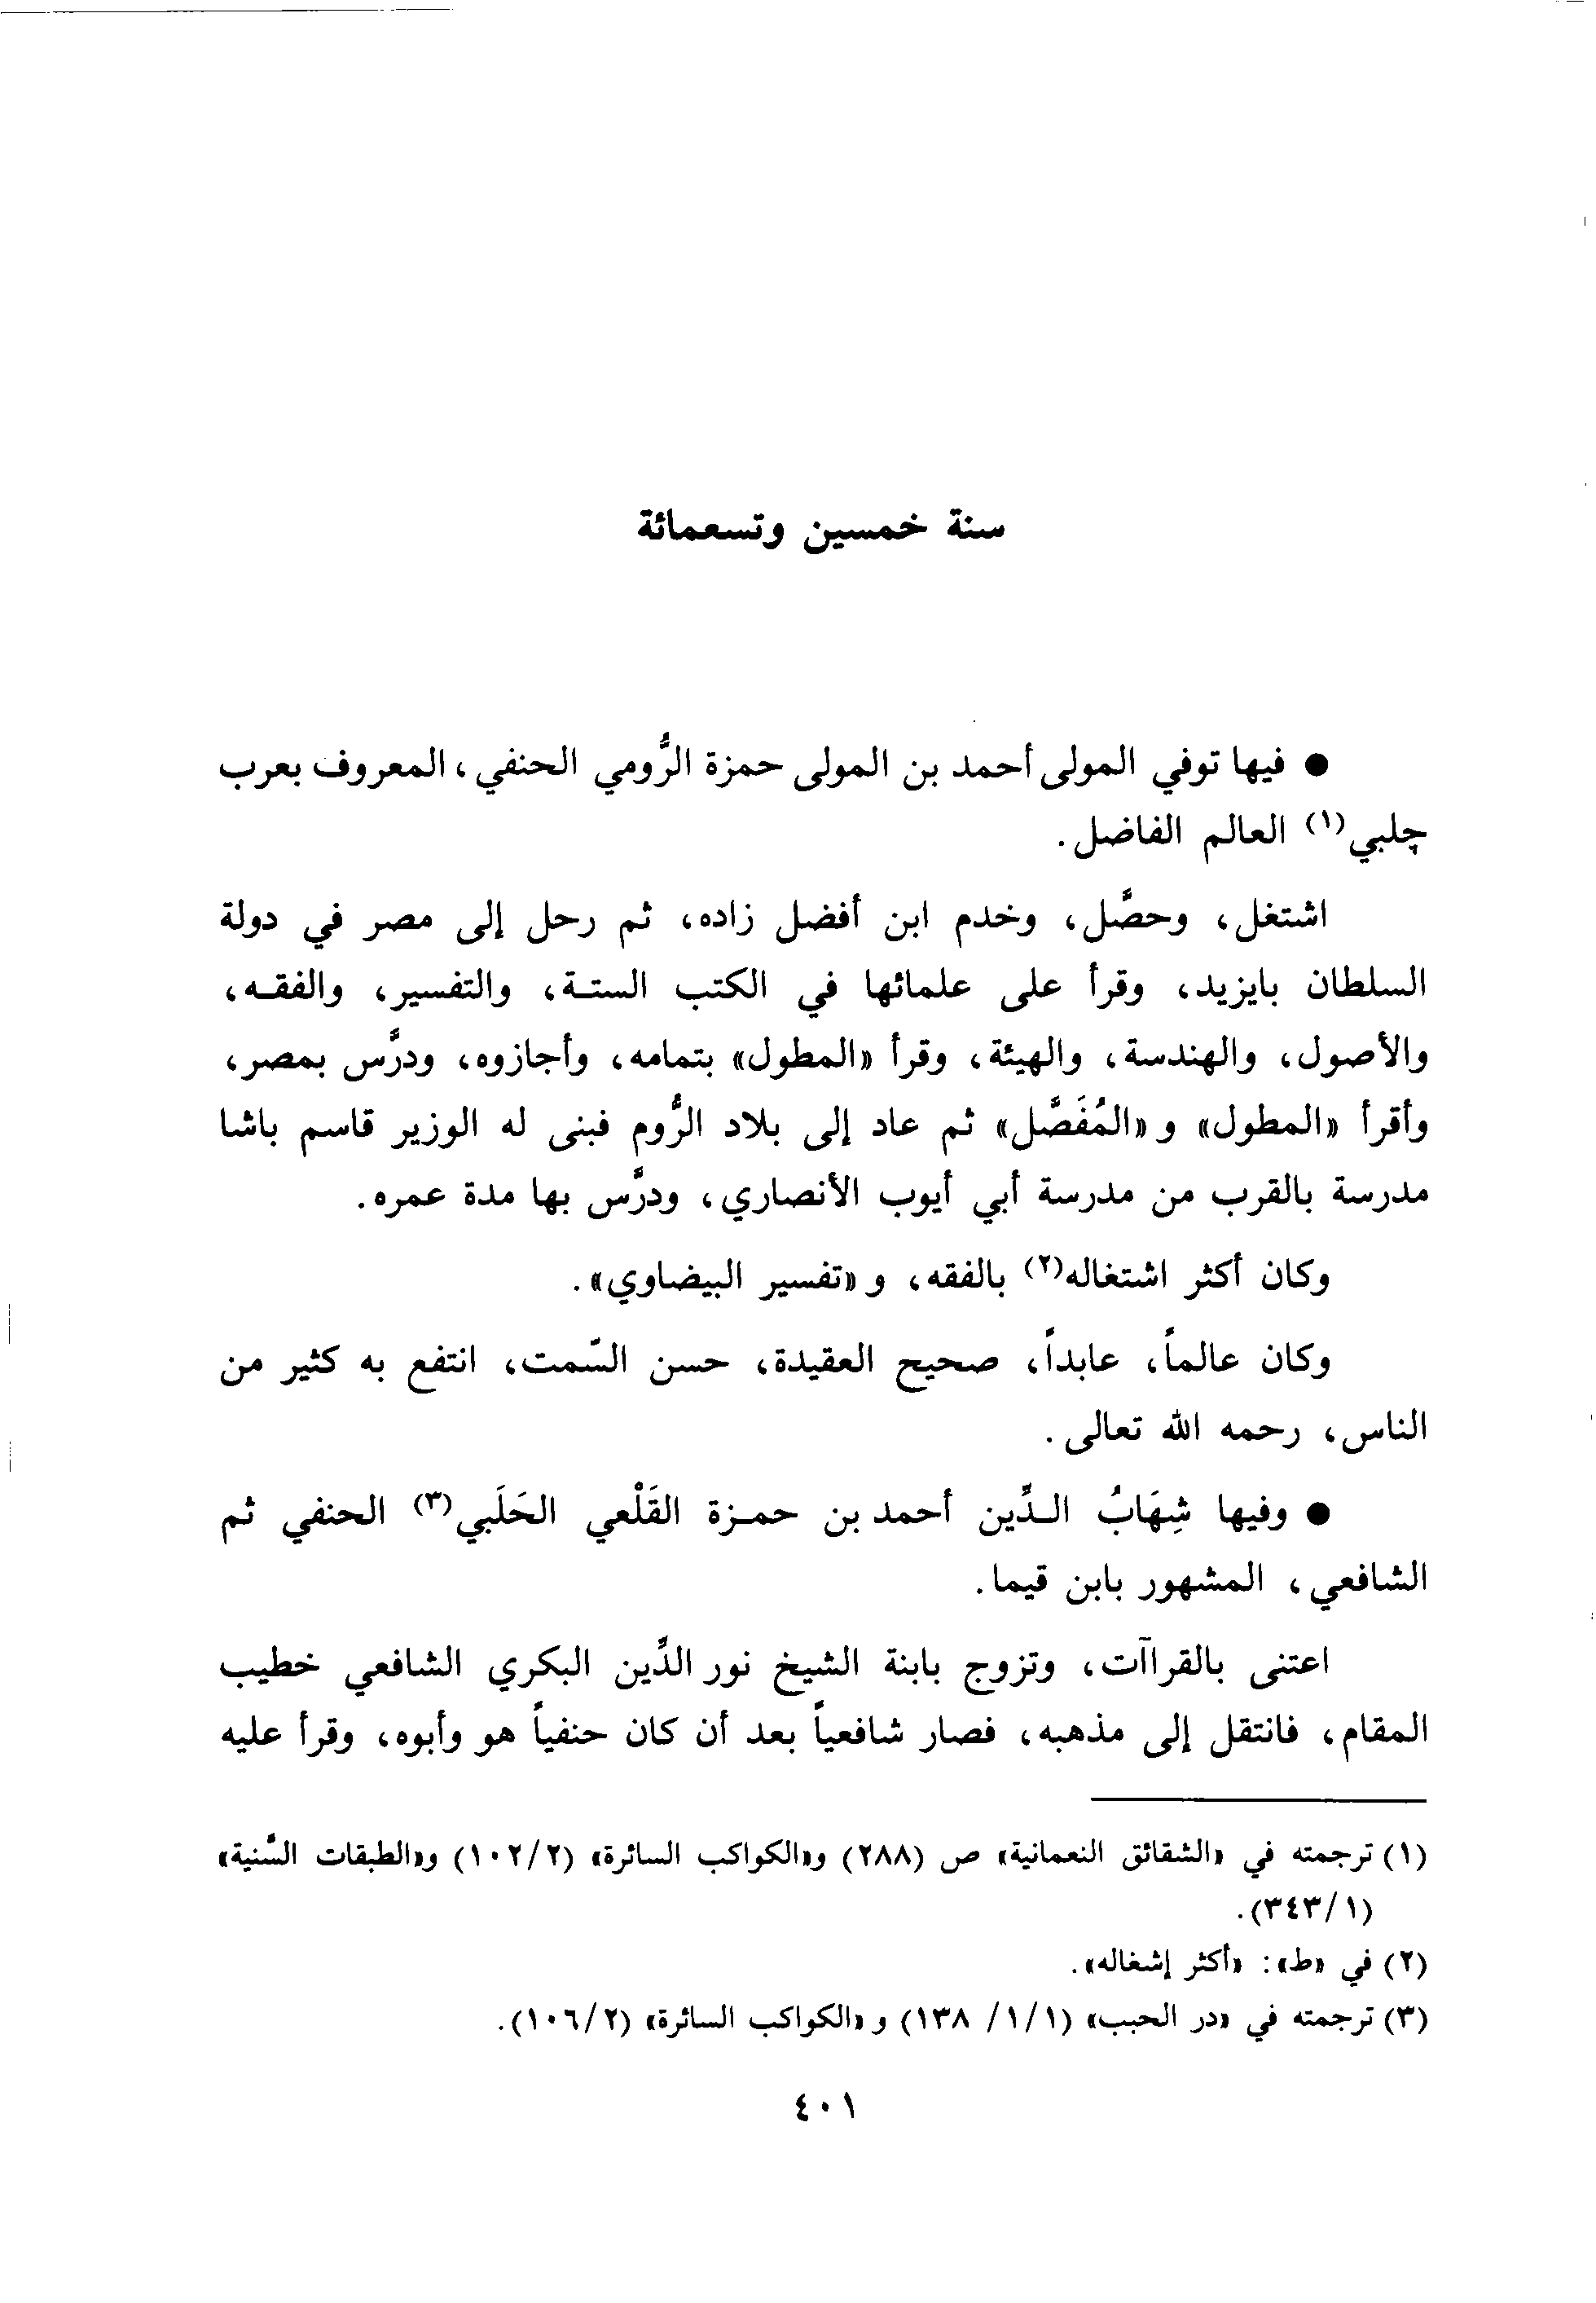 سنة خمسين وتسعمائة
● فيها توفي المولى أحمد بن المولى حمزة الرُّومي الحنفي، المعروف بعرب
چلبي(١) العالم الفاضل.
اشتغل، وحصَّل، وخدم ابن أفضل زاده، ثم رحل إلى مصر في دولة
السلطان بايزيد، وقرأ على علمائها في الكتب الستة، والتفسير، والفقه،
والأصول، والهندسة، والهيئة، وقرأ «المطول» بتمامه، وأجازوه، ودرَّس بمصر،
وأقرأ «المطول» و «المُفَصَّل» ثم عاد إلى بلاد الرُّوم فبنى له الوزير قاسم باشا
مدرسة بالقرب من مدرسة أبي أيوب الأنصاري، ودرَّس بها مدة عمره.
وكان أكثر اشتغاله(٢) بالفقه، و «تفسير البيضاوي».
وكان عالماً، عابداً، صحيح العقيدة، حسن السَّمت، انتفع به كثير من
الناس، رحمه الله تعالى.
● وفيها شِهَابُ الدِّين أحمد بن حمزة القَلْعي الحَلَبي(٣) الحنفي ثم
الشافعي، المشهور بابن قيما.
اعتنى بالقراآت، وتزوج بابنة الشيخ نور الدِّين البكري الشافعي خطيب
المقام، فانتقل إلى مذهبه، فصار شافعياً بعد أن كان حنفياً هو وأبوه، وقرأ عليه
(١) ترجمته في «الشقائق النعمانية» ص (٢٨٨) و«الكواكب السائرة» (١٠٢/٢) و«الطبقات السَّنية»
(٣٤٣/١).
(٢) في «ط»: «أكثر إشغاله».
(٣) ترجمته في «در الحبب» (١/١/ ١٣٨) و «الكواكب السائرة» (١٠٦/٢).
٤٠١